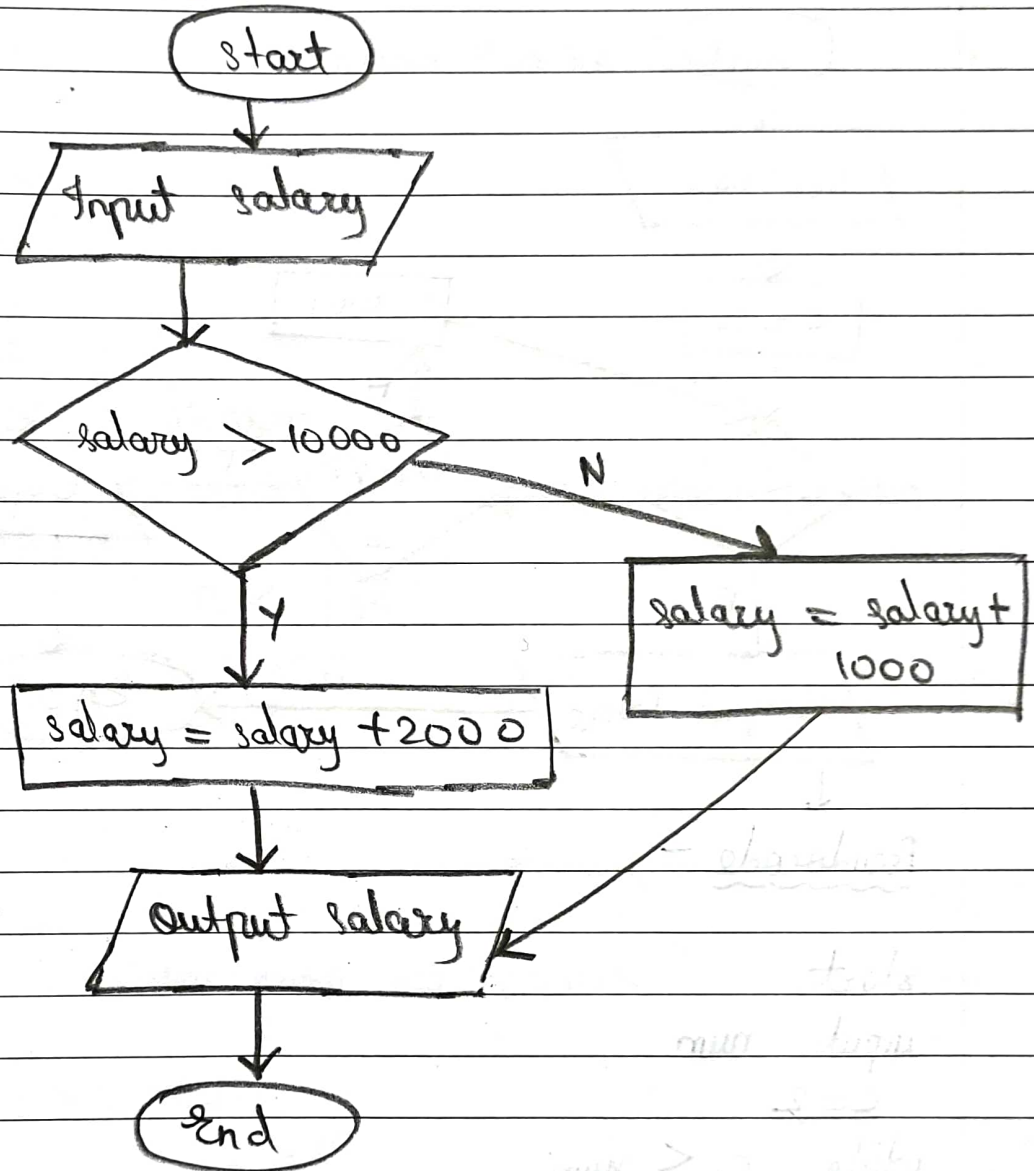 Start
Input salary
salary > 10000
N
Y
salary = salary+
1000
salary = salary +2000
Output salary
End